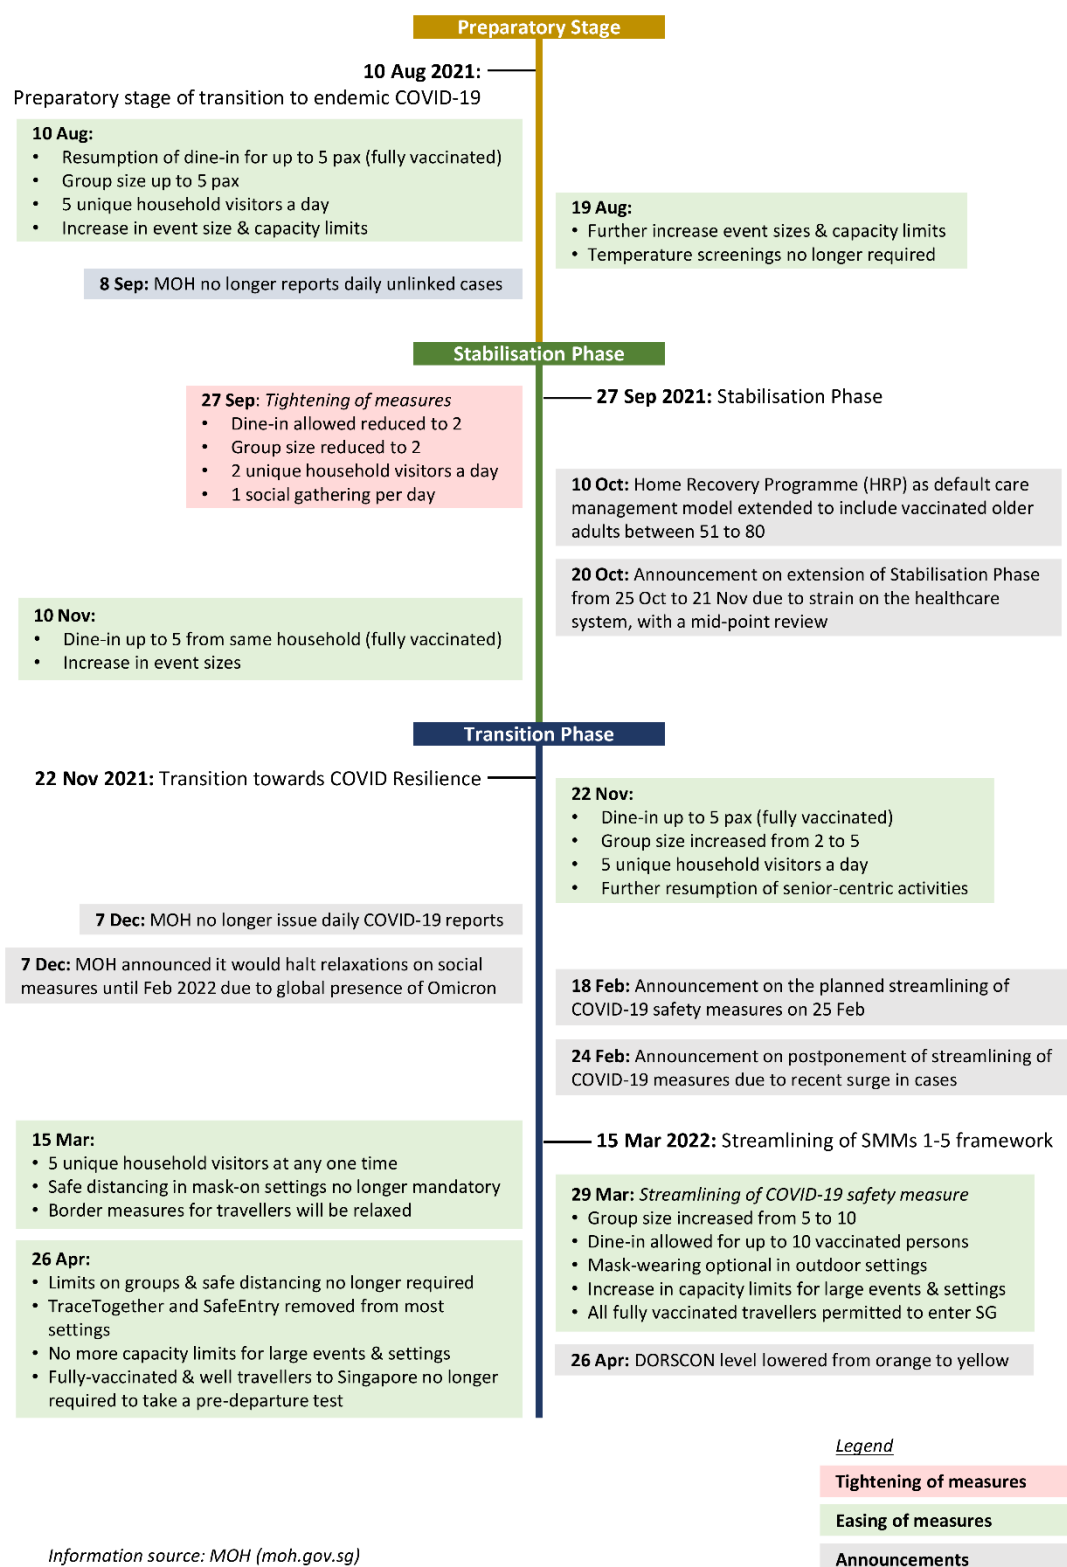 Preparatory Stage
10 Aug 2021:
Preparatory stage of transition to endemic COVID-19
10 Aug:
• Resumption of dine-in for up to 5 pax (fully vaccinated)
• Group size up to 5 pax
• 5 unique household visitors a day
• Increase in event size & capacity limits
19 Aug:
• Further increase event sizes & capacity limits
• Temperature screenings no longer required
8 Sep: MOH no longer reports daily unlinked cases
Stabilisation Phase
27 Sep 2021: Stabilisation Phase
27 Sep: Tightening of measures
• Dine-in allowed reduced to 2
• Group size reduced to 2
• 2 unique household visitors a day
• 1 social gathering per day
10 Oct: Home Recovery Programme (HRP) as default care
management model extended to include vaccinated older
adults between 51 to 80
20 Oct: Announcement on extension of Stabilisation Phase
from 25 Oct to 21 Nov due to strain on the healthcare
system, with a mid-point review
10 Nov:
• Dine-in up to 5 from same household (fully vaccinated)
• Increase in event sizes
Transition Phase
22 Nov 2021: Transition towards COVID Resilience
22 Nov:
• Dine-in up to 5 pax (fully vaccinated)
• Group size increased from 2 to 5
• 5 unique household visitors a day
• Further resumption of senior-centric activities
7 Dec: MOH no longer issue daily COVID-19 reports
7 Dec: MOH announced it would halt relaxations on social
measures until Feb 2022 due to global presence of Omicron
18 Feb: Announcement on the planned streamlining of
COVID-19 safety measures on 25 Feb
24 Feb: Announcement on postponement of streamlining of
COVID-19 measures due to recent surge in cases
15 Mar 2022: Streamlining of SMMs 1-5 framework
15 Mar:
• 5 unique household visitors at any one time
• Safe distancing in mask-on settings no longer mandatory
• Border measures for travellers will be relaxed
29 Mar: Streamlining of COVID-19 safety measure
• Group size increased from 5 to 10
• Dine-in allowed for up to 10 vaccinated persons
• Mask-wearing optional in outdoor settings
• Increase in capacity limits for large events & settings
• All fully vaccinated travellers permitted to enter SG
26 Apr:
• Limits on groups & safe distancing no longer required
• TraceTogether and SafeEntry removed from most
settings
• No more capacity limits for large events & settings
• Fully-vaccinated & well travellers to Singapore no longer
required to take a pre-departure test
26 Apr: DORSCON level lowered from orange to yellow
Legend
Tightening of measures
Easing of measures
Announcements
Information source: MOH (moh.gov.sg)